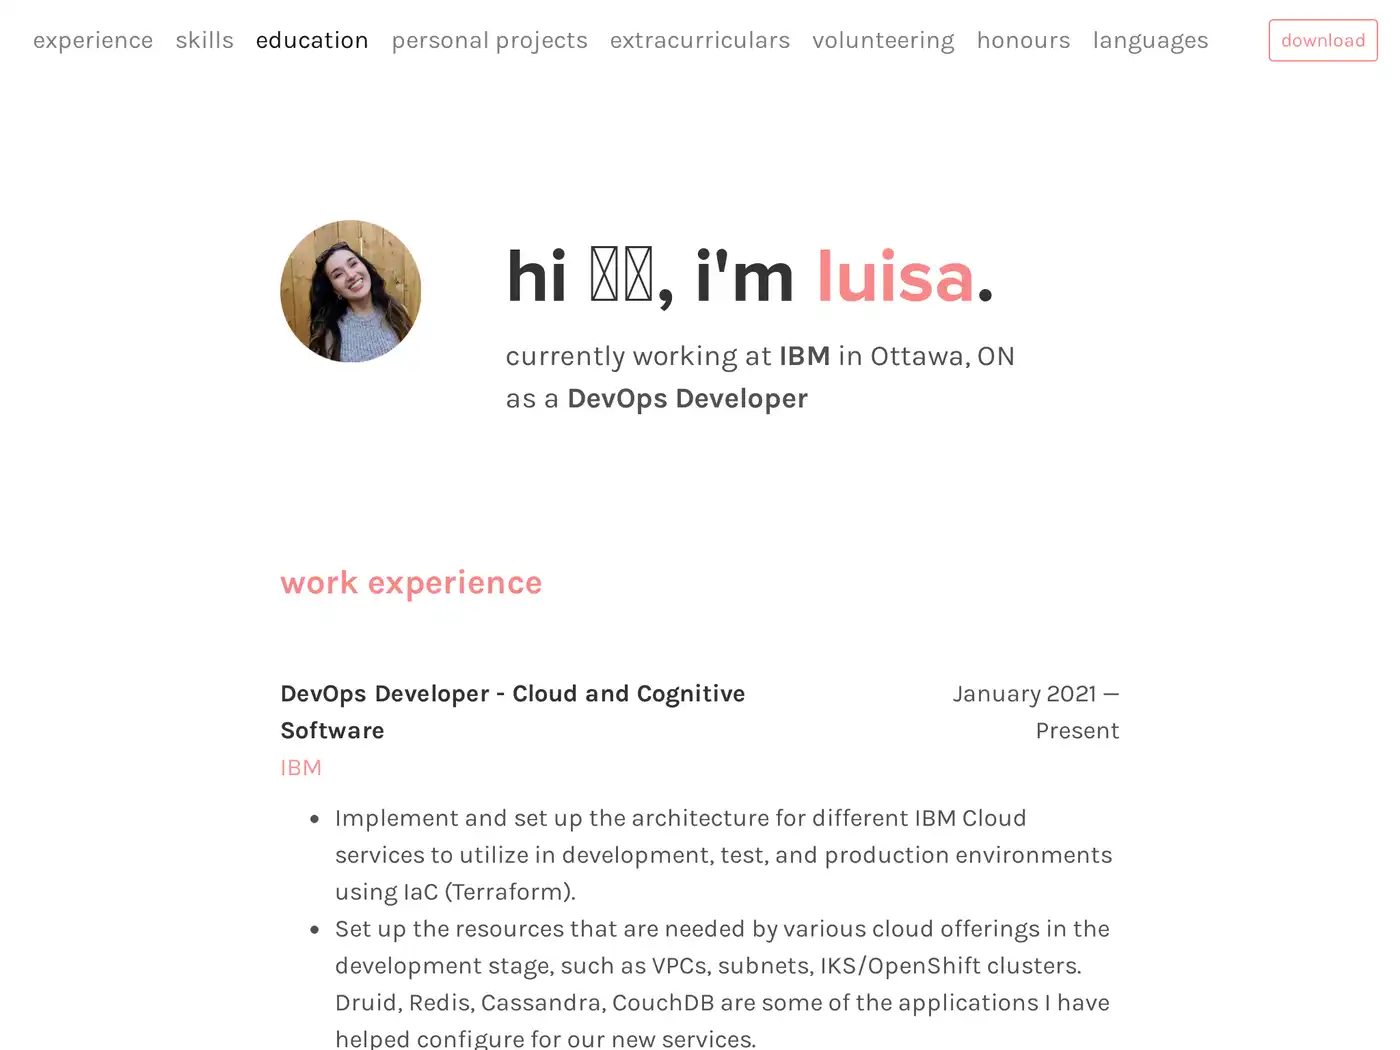 experience skills education personal projects extracurriculars volunteering honours languages download
hi , i'm luisa.
currently working at IBM in Ottawa, ON
as a DevOps Developer
work experience
DevOps Developer - Cloud and Cognitive
Software
January 2021 —
Present
IBM
Implement and set up the architecture for different IBM Cloud
services to utilize in development, test, and production environments
using IaC (Terraform).
Set up the resources that are needed by various cloud offerings in the
development stage, such as VPCs, subnets, IKS/OpenShift clusters.
Druid, Redis, Cassandra, CouchDB are some of the applications I have
helped configure for our new services.